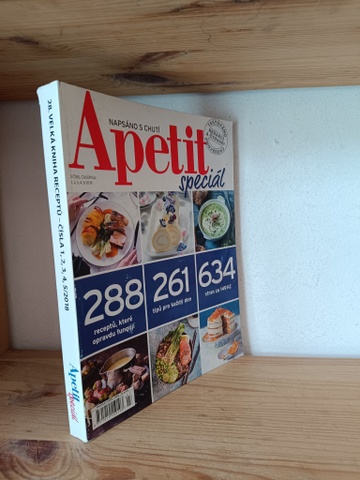 28. VELKÁ KNIHA RECEPTŮ – ČÍSLA 1, 2, 3, 4, 5/2018
Apetit
speciál
NAPSÁNO S CHUTÍ
Apetit
speciál
288
receptů, které
opravdu fungují
261
tipů pro každý den
634
stran za 149 Kč